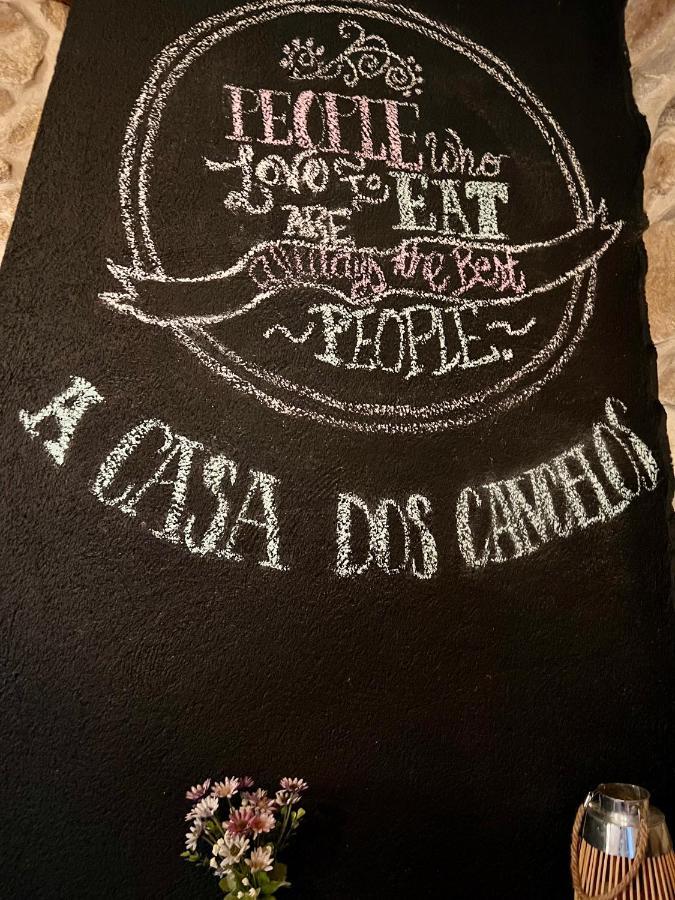 PEOPLE who
Love To EAT
ARE
always the Best
~PEOPLE.~
A CASA DOS CANCELOS